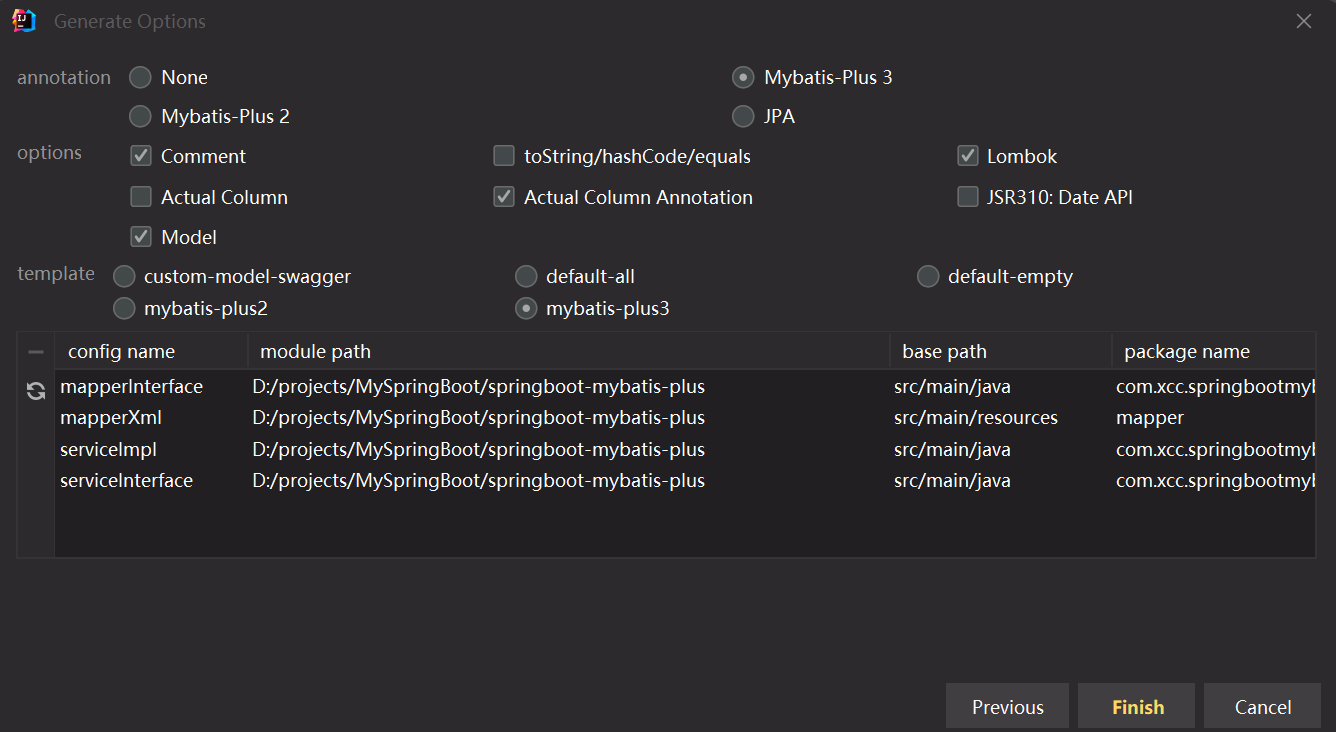 Generate Options
annotation None Mybatis-Plus 3
Mybatis-Plus 2 JPA
options Comment toString/hashCode/equals Lombok
Actual Column Actual Column Annotation JSR310: Date API
Model
template custom-model-swagger default-all default-empty
mybatis-plus2 mybatis-plus3
config name module path base path package name
mapperInterface D:/projects/MySpringBoot/springboot-mybatis-plus src/main/java com.xcc.springbootmyb
mapperXml D:/projects/MySpringBoot/springboot-mybatis-plus src/main/resources mapper
serviceImpl D:/projects/MySpringBoot/springboot-mybatis-plus src/main/java com.xcc.springbootmyb
serviceInterface D:/projects/MySpringBoot/springboot-mybatis-plus src/main/java com.xcc.springbootmyb
Previous Finish Cancel